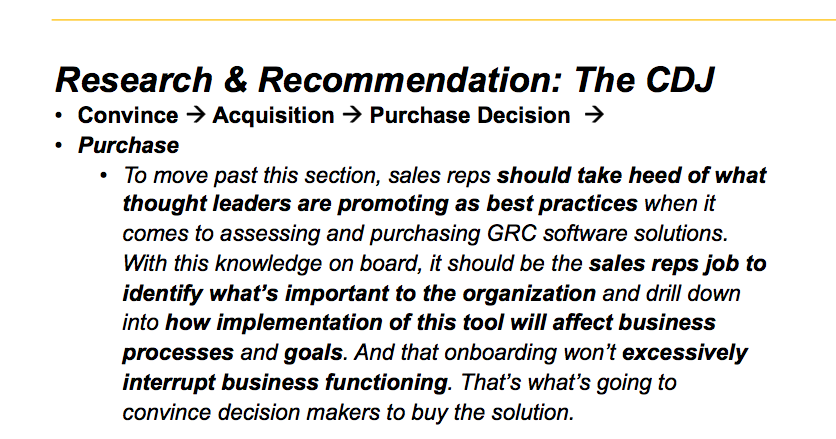 Research & Recommendation: The CDJ
• Convince → Acquisition → Purchase Decision →
• Purchase
• To move past this section, sales reps should take heed of what
thought leaders are promoting as best practices when it
comes to assessing and purchasing GRC software solutions.
With this knowledge on board, it should be the sales reps job to
identify what's important to the organization and drill down
into how implementation of this tool will affect business
processes and goals. And that onboarding won't excessively
interrupt business functioning. That's what's going to
convince decision makers to buy the solution.